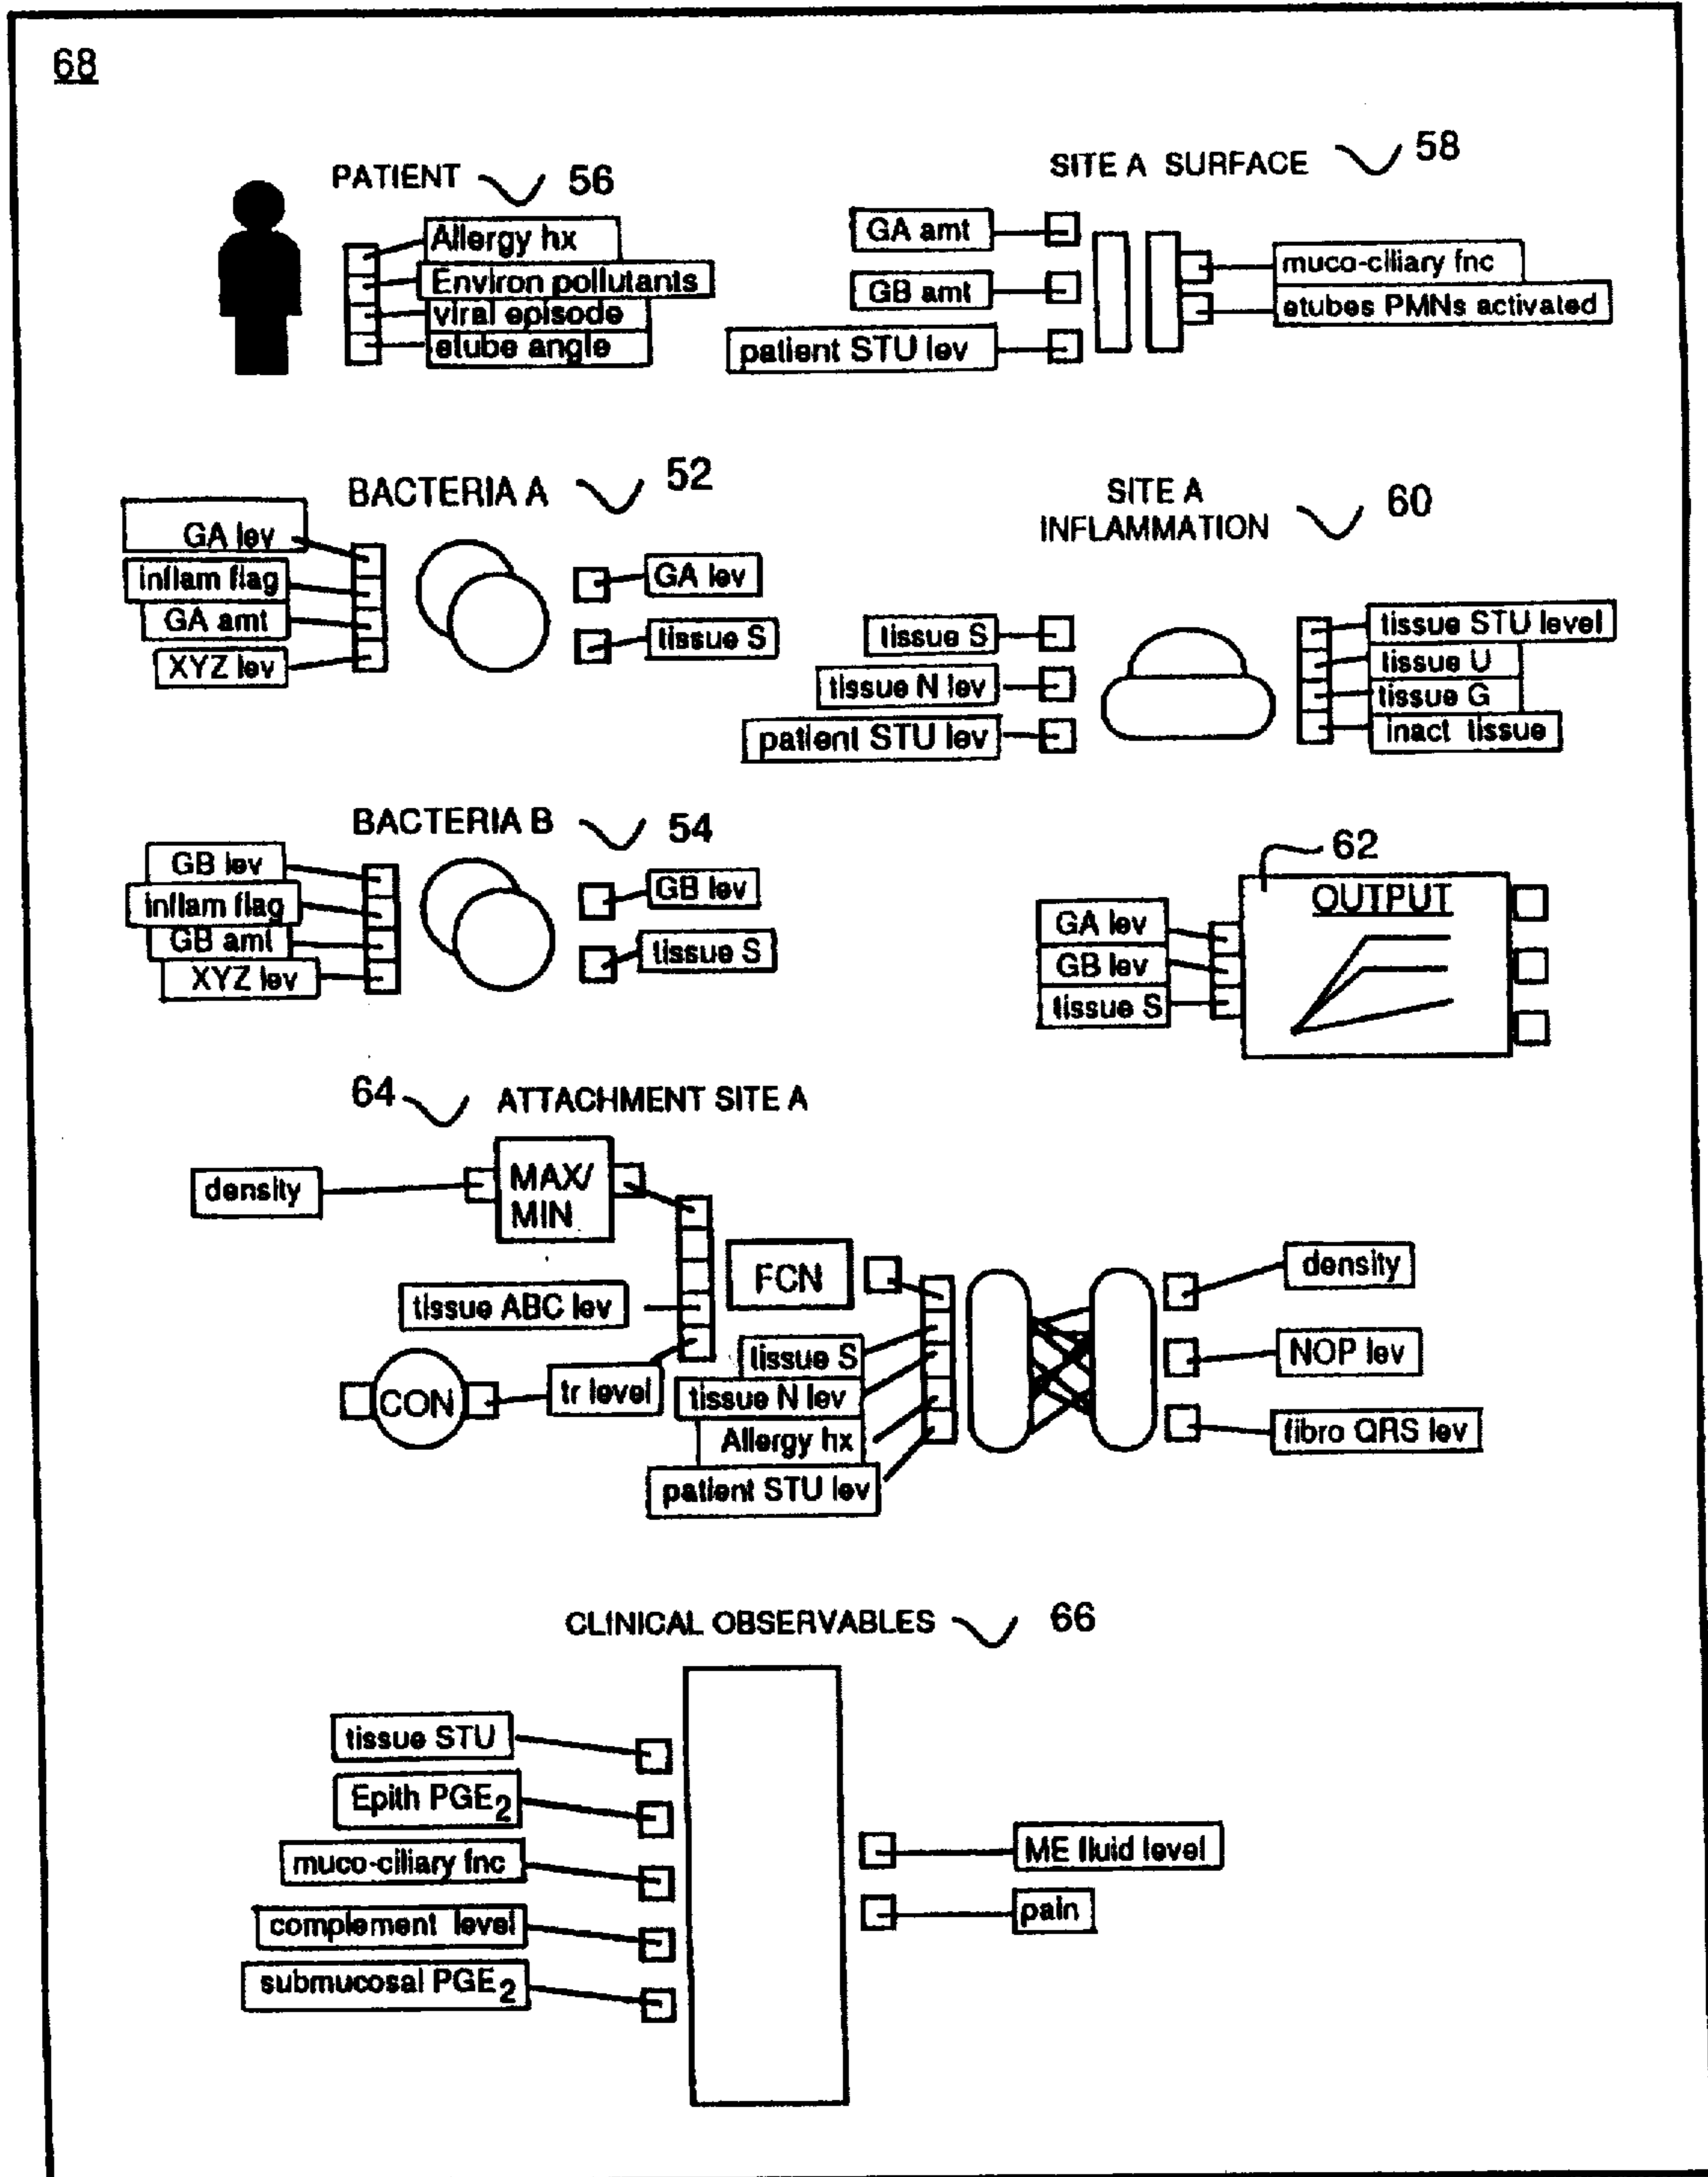 68
PATIENT 56
Allergy hx
Environ pollutants
viral episode
etube angle
SITE A SURFACE 58
GA amt
GB amt
patient STU lev
muco-ciliary fnc
etubes PMNs activated
BACTERIA A 52
GA lev
inflam flag
GA amt
XYZ lev
GA lev
tissue S
SITE A
INFLAMMATION 60
tissue S
tissue N lev
patient STU lev
tissue STU level
tissue U
tissue G
inact tissue
BACTERIA B 54
GB lev
inflam flag
GB amt
XYZ lev
GB lev
tissue S
62
OUTPUT
GA lev
GB lev
tissue S
64 ATTACHMENT SITE A
density
MAX/
MIN
tissue ABC lev
CON
tr level
FCN
tissue S
tissue N lev
Allergy hx
patient STU lev
density
NOP lev
fibro QRS lev
CLINICAL OBSERVABLES 66
tissue STU
Epith PGE2
muco-ciliary fnc
complement level
submucosal PGE2
ME fluid level
pain